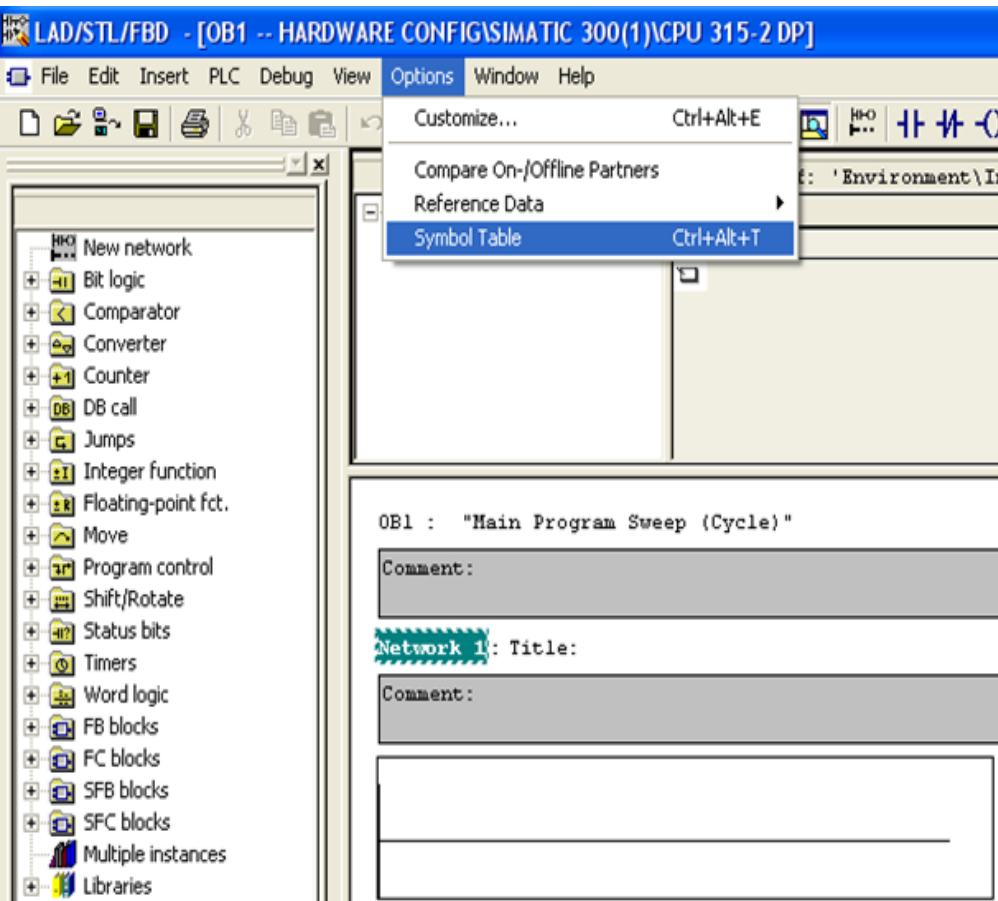 LAD/STL/FBD - [OB1 -- HARDWARE CONFIG\SIMATIC 300(1)\CPU 315-2 DP]
File Edit Insert PLC Debug View Options Window Help
Customize... Ctrl+Alt+E
Compare On-/Offline Partners
Reference Data
Symbol Table Ctrl+Alt+T
'Environment\I
New network
Bit logic
Comparator
Converter
Counter
DB call
Jumps
Integer function
Floating-point fct.
Move
Program control
Shift/Rotate
Status bits
Timers
Word logic
FB blocks
FC blocks
SFB blocks
SFC blocks
Multiple instances
Libraries
OB1 : "Main Program Sweep (Cycle)"
Comment:
Network 1: Title:
Comment: